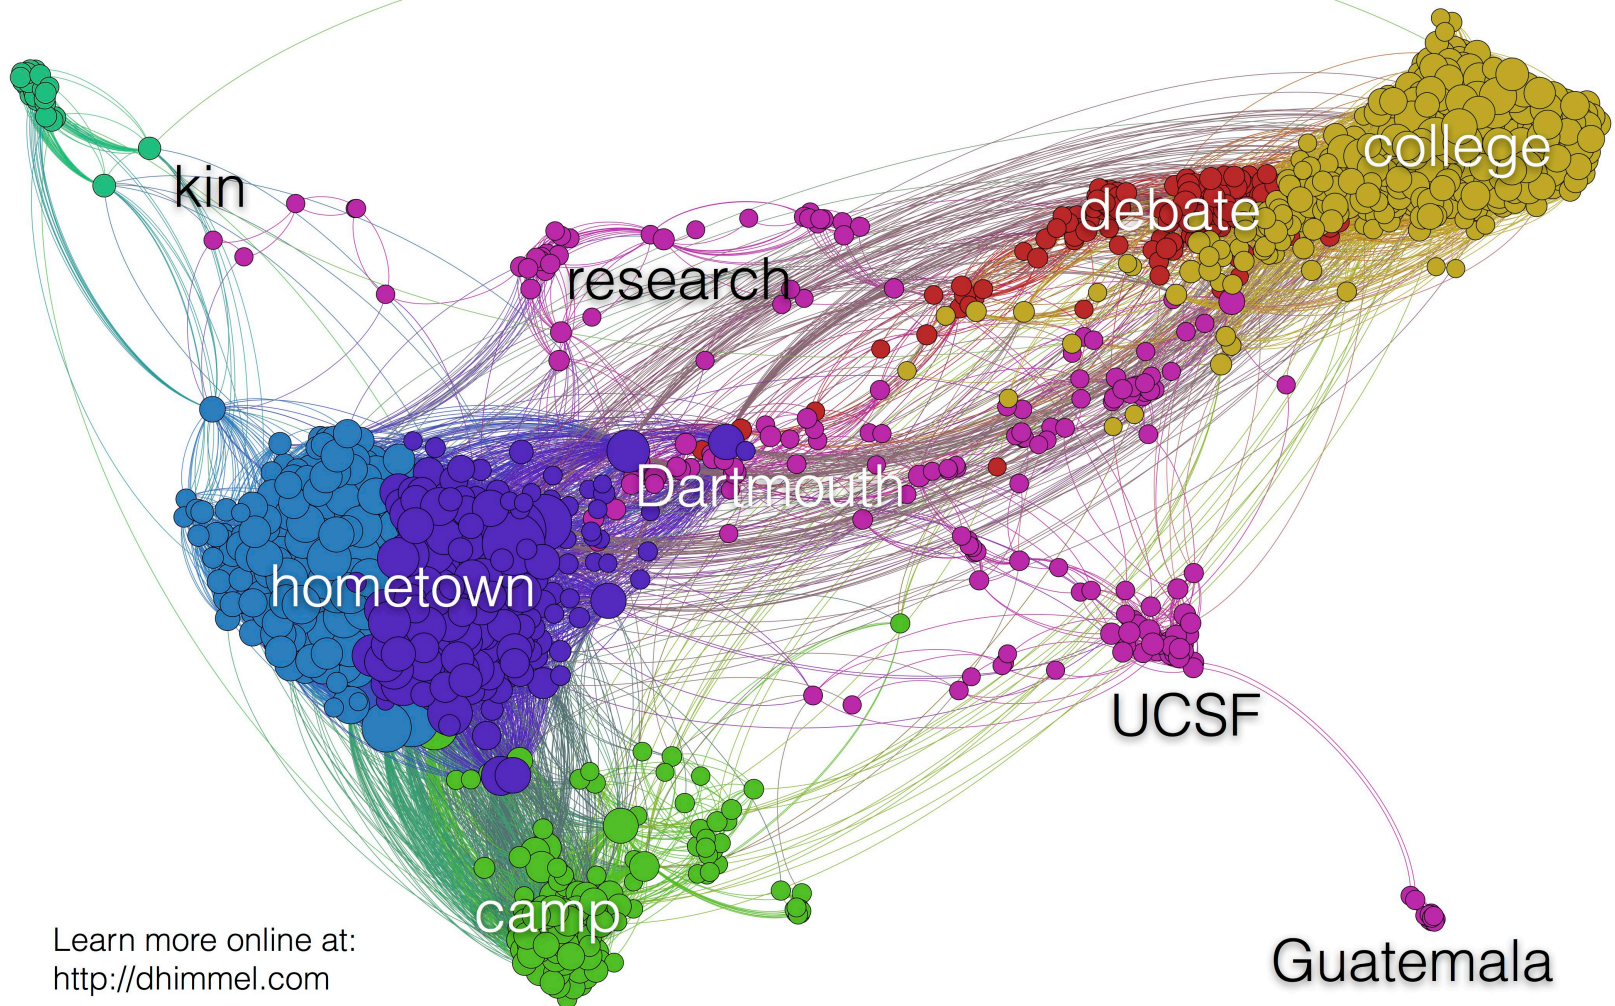 college
kin
debate
research
Dartmouth
hometown
UCSF
camp
Learn more online at:
http://dhimmel.com
Guatemala